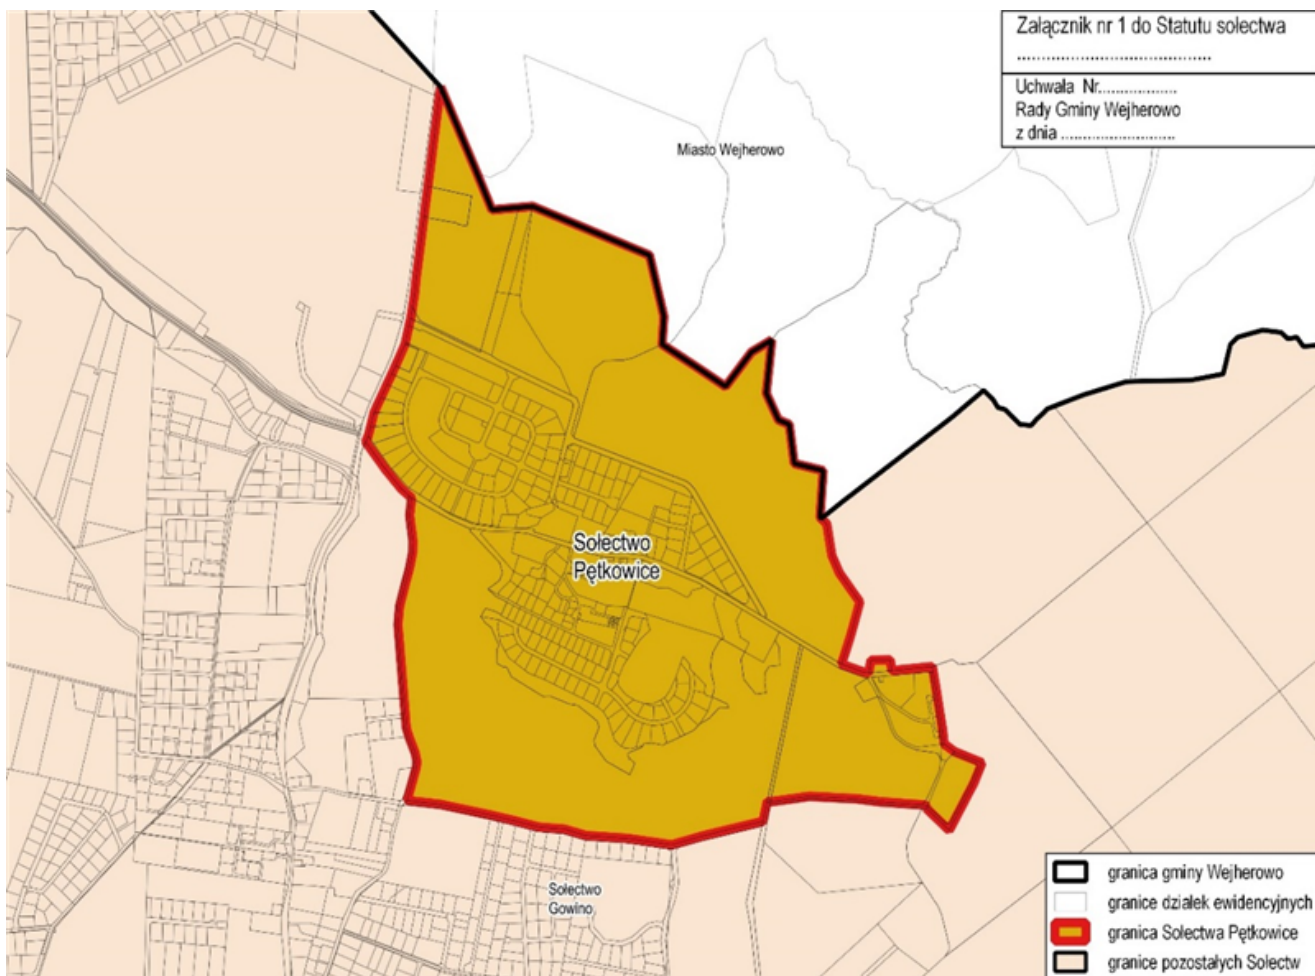 Załącznik nr 1 do Statutu sołectwa
.......................................
Uchwała Nr...................
Rady Gminy Wejherowo
z dnia ...........................
Miasto Wejherowo
Sołectwo
Pętkowice
Sołectwo
Gowino
granica gminy Wejherowo
granice działek ewidencyjnych
granica Sołectwa Pętkowice
granice pozostałych Sołectw